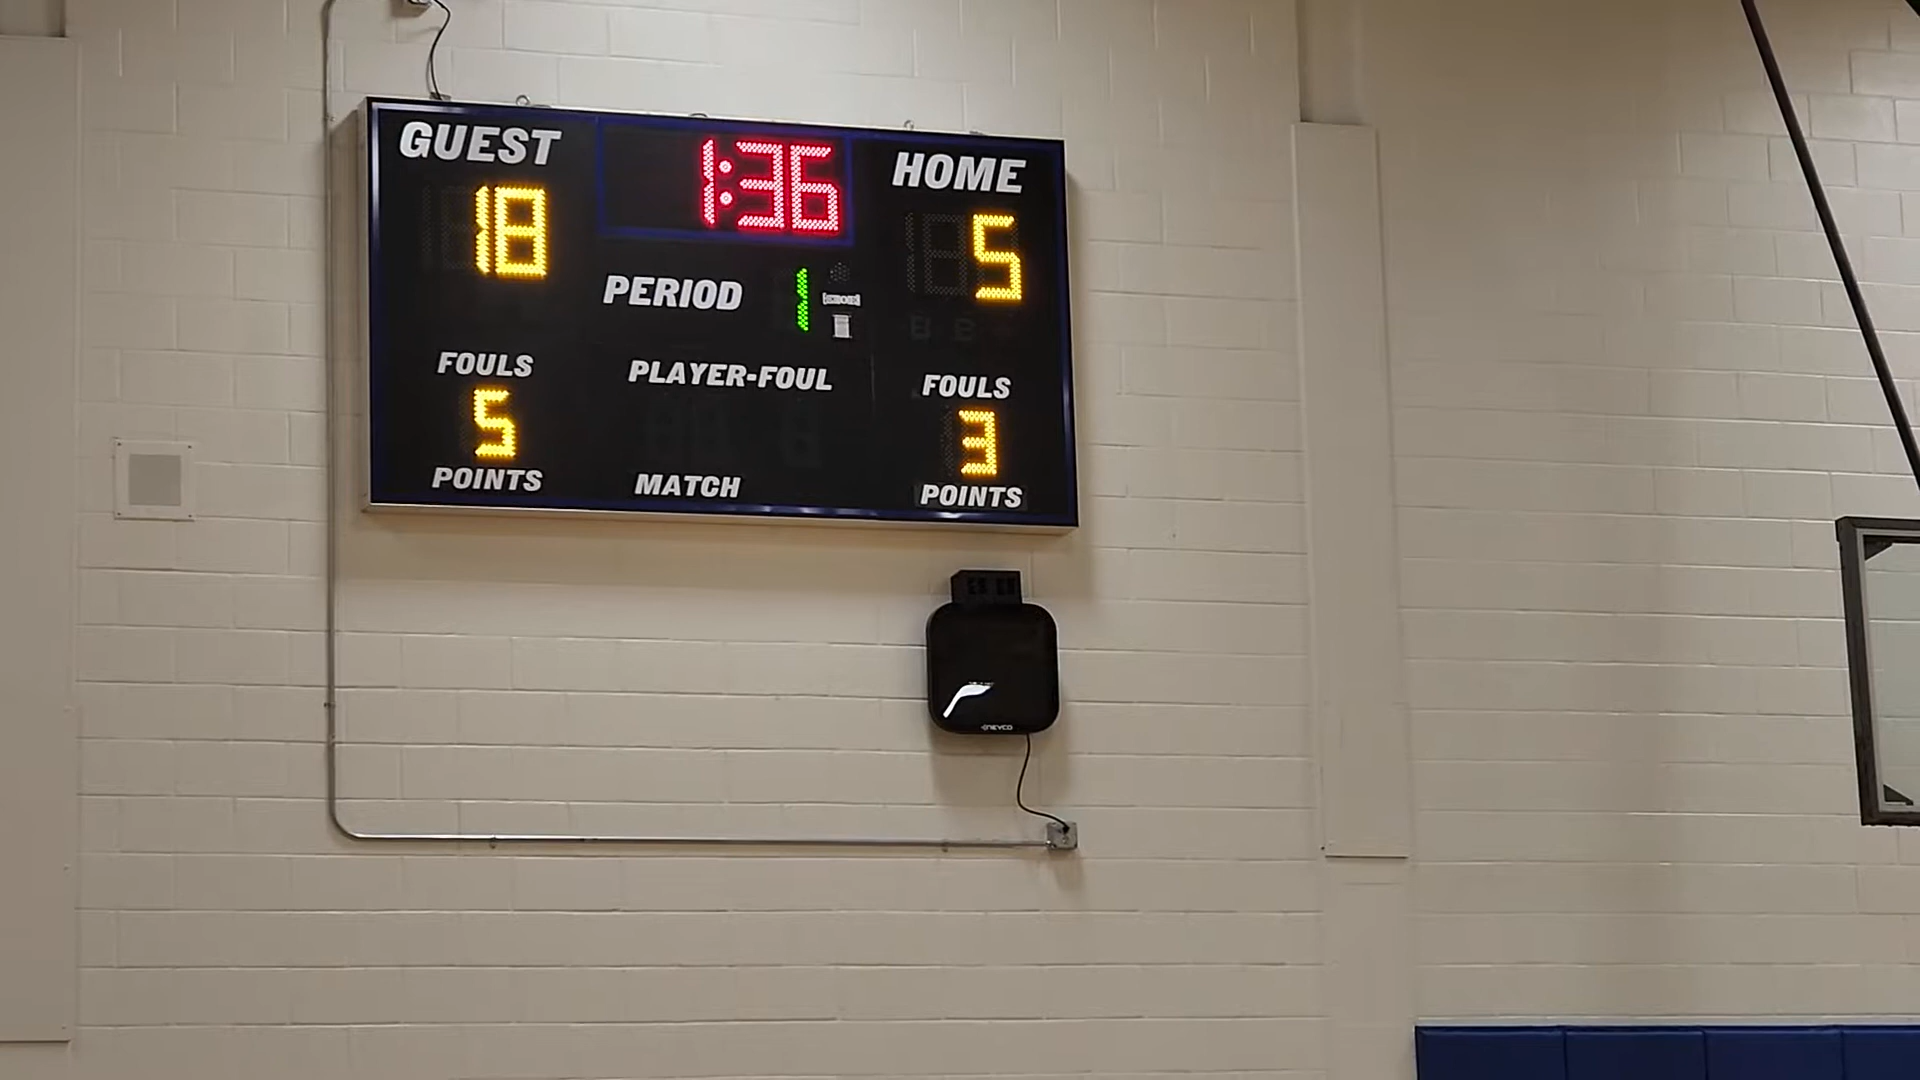 GUEST
1:36
HOME
18
5
PERIOD 1
FOULS
PLAYER-FOUL
FOULS
5
3
POINTS
MATCH
POINTS
NEVCO